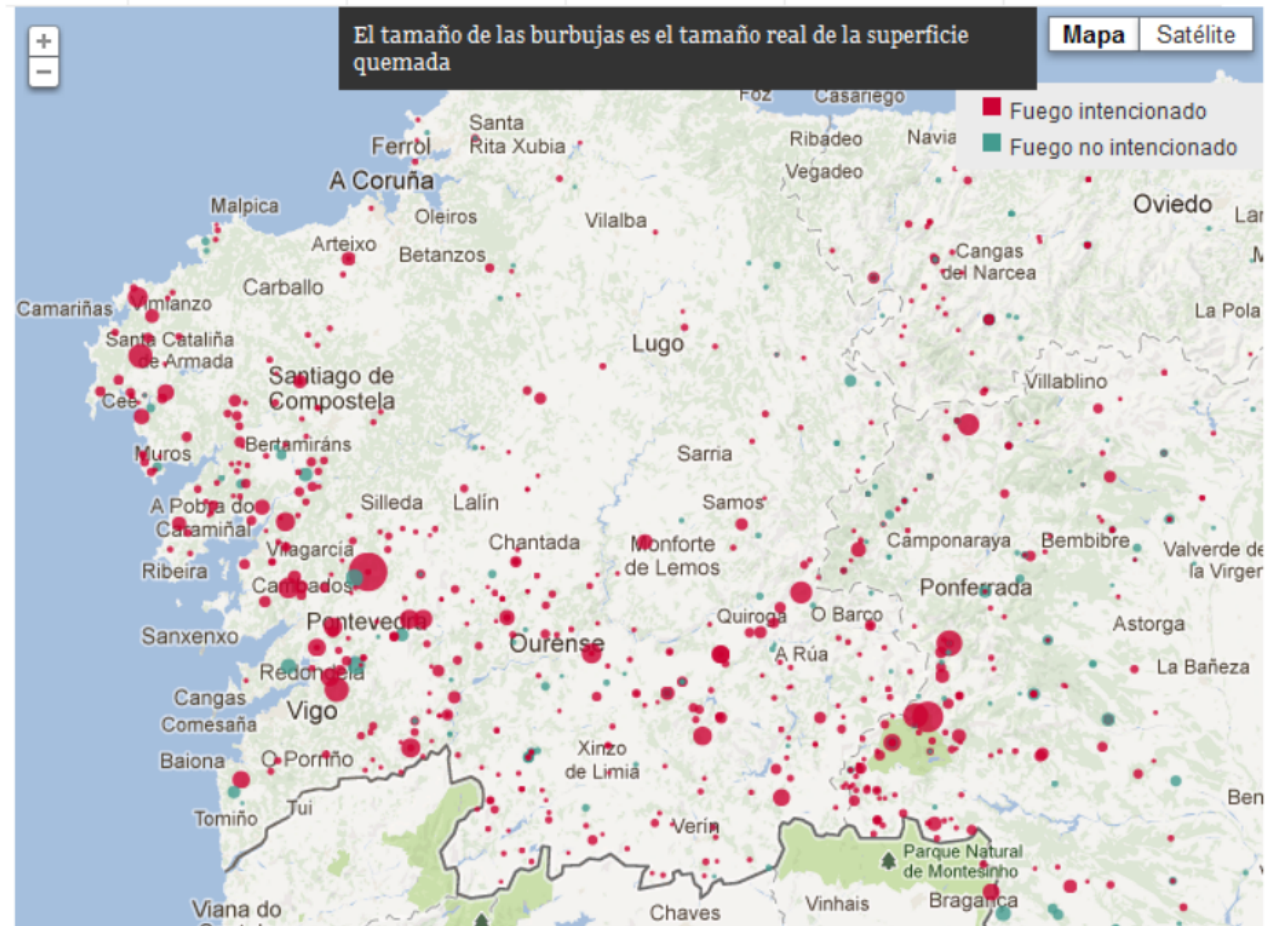 +
−
El tamaño de las burbujas es el tamaño real de la superficie
quemada
Mapa
Satélite
Fuego intencionado
Fuego no intencionado
Foz
Casariego
Santa
Rita Xubia
Ferrol
Ribadeo
Navia
Vegadeo
A Coruña
Malpica
Oleiros
Vilalba
Oviedo
Arteixo
Betanzos
Cangas
del Narcea
Carballo
Camariñas
Vimianzo
La Pola
Santa Cataliña
de Armada
Lugo
Santiago de
Compostela
Villablino
Cee
Bertamiráns
Muros
Sarria
A Pobra do
Caramiñal
Silleda
Lalín
Samos
Vilagarcía
Chantada
Monforte
de Lemos
Camponaraya
Bembibre
Valverde de
la Virgen
Ribeira
Cambados
Ponferrada
Pontevedra
Quiroga
O Barco
Sanxenxo
Ourense
Astorga
A Rúa
La Bañeza
Redondela
Cangas
Vigo
Comesaña
Baiona
O Porriño
Xinzo
de Limia
Tui
Tomiño
Verín
Ben
Parque Natural
de Montesinho
Viana do
Chaves
Vinhais
Bragança